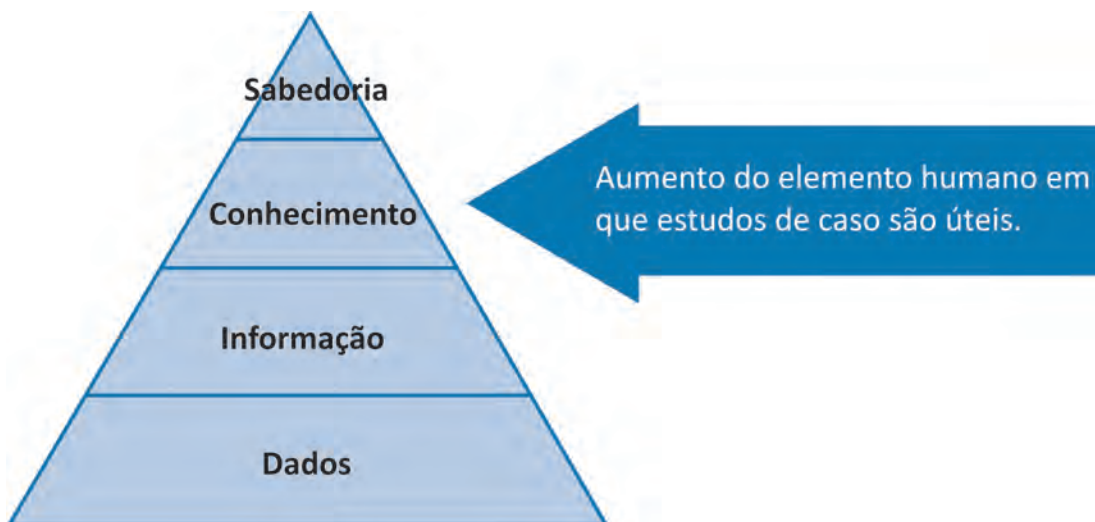 Sabedoria
Conhecimento
Informação
Dados
Aumento do elemento humano em
que estudos de caso são úteis.